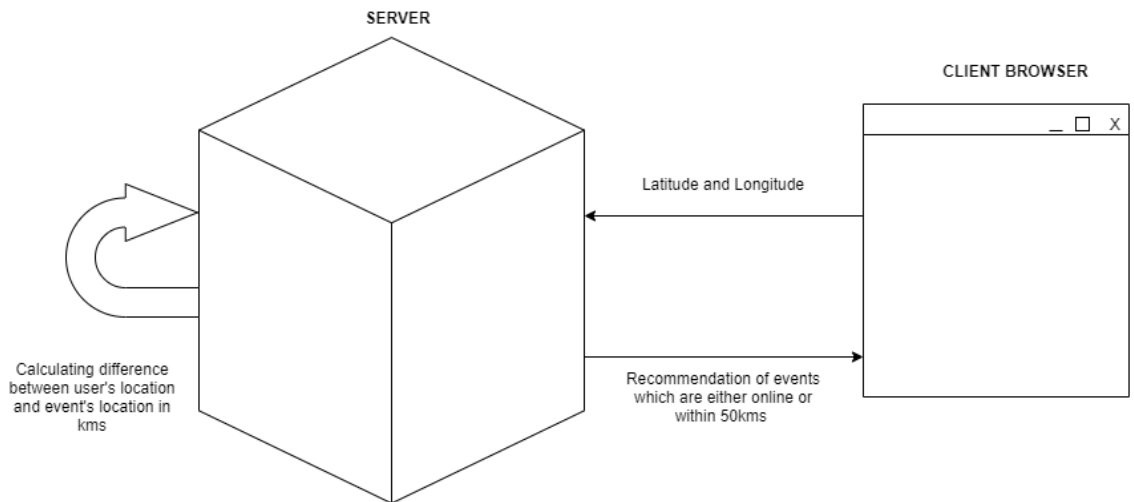 SERVER
CLIENT BROWSER
_ X
Latitude and Longitude
Calculating difference
between user's location
and event's location in
kms
Recommendation of events
which are either online or
within 50kms